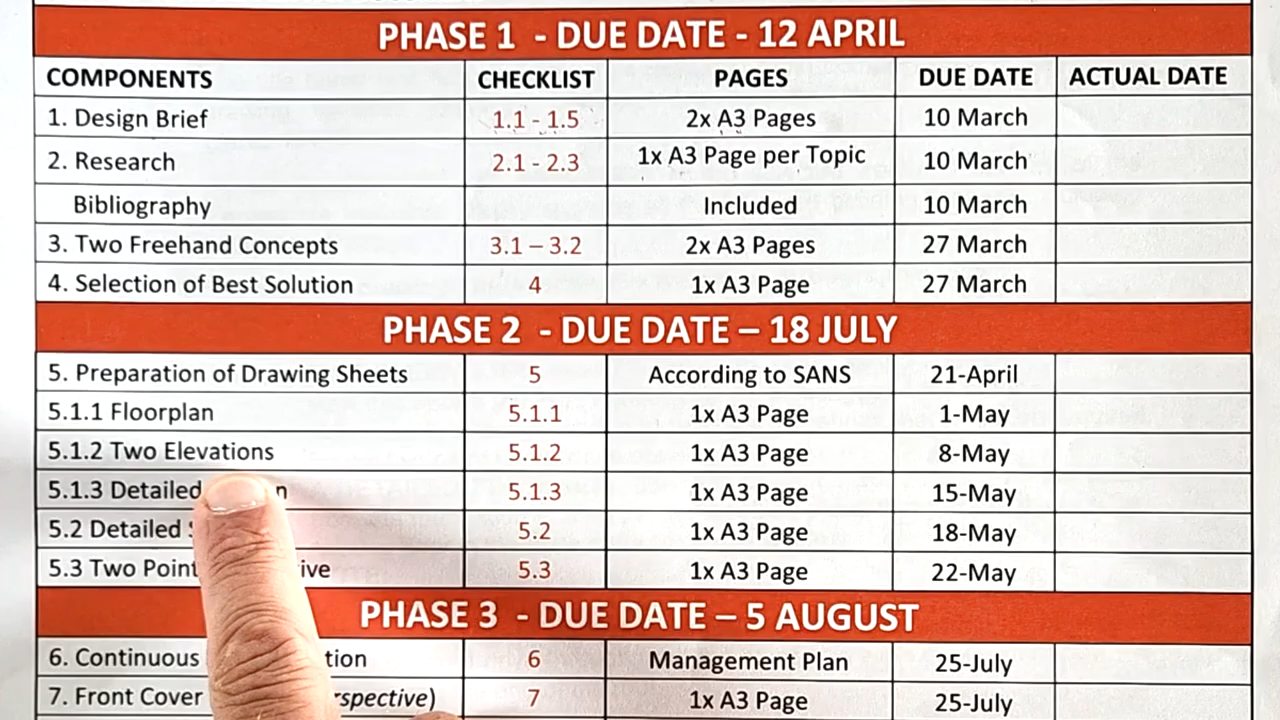 PHASE 1 - DUE DATE - 12 APRIL
COMPONENTS CHECKLIST PAGES DUE DATE ACTUAL DATE
1. Design Brief 1.1 - 1.5 2x A3 Pages 10 March
2. Research 2.1 - 2.3 1x A3 Page per Topic 10 March
Bibliography Included 10 March
3. Two Freehand Concepts 3.1 – 3.2 2x A3 Pages 27 March
4. Selection of Best Solution 4 1x A3 Page 27 March
PHASE 2 - DUE DATE – 18 JULY
5. Preparation of Drawing Sheets 5 According to SANS 21-April
5.1.1 Floorplan 5.1.1 1x A3 Page 1-May
5.1.2 Two Elevations 5.1.2 1x A3 Page 8-May
5.1.3 Detailed 5.1.3 1x A3 Page 15-May
5.2 Detailed 5.2 1x A3 Page 18-May
5.3 Two Point 5.3 1x A3 Page 22-May
PHASE 3 - DUE DATE – 5 AUGUST
6. Continuous 6 Management Plan 25-July
7. Front Cover 7 1x A3 Page 25-July